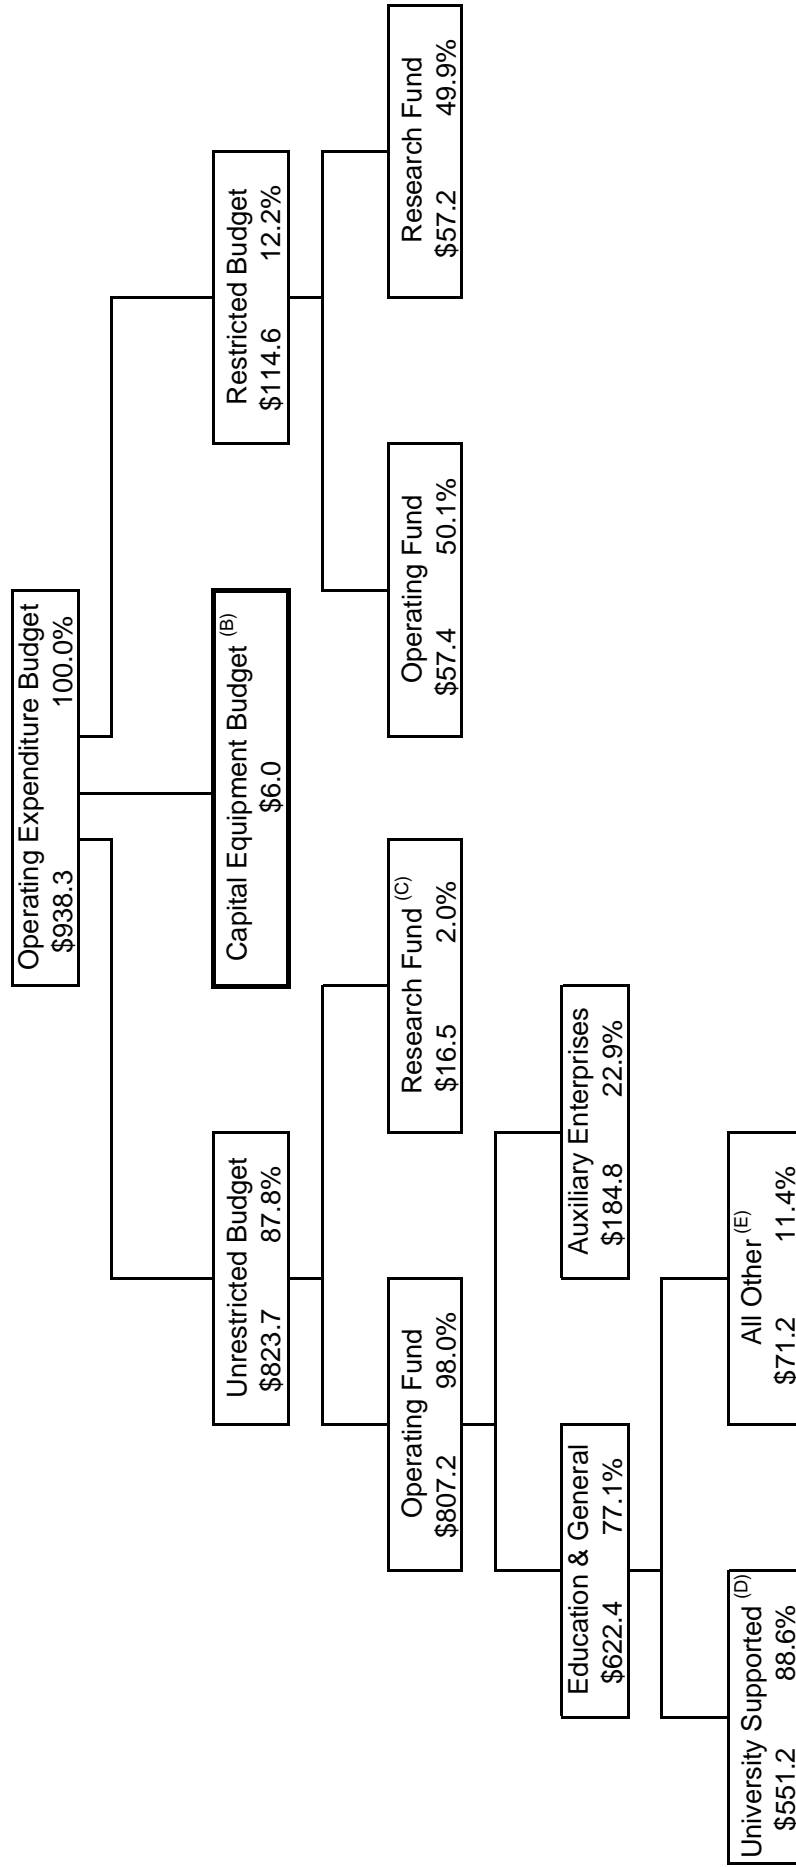 Operating Expenditure Budget
$938.3 100.0%
Unrestricted Budget
$823.7 87.8%
Capital Equipment Budget (B)
$6.0
Restricted Budget
$114.6 12.2%
Operating Fund
$807.2 98.0%
Research Fund (C)
$16.5 2.0%
Operating Fund
$57.4 50.1%
Research Fund
$57.2 49.9%
Education & General
$622.4 77.1%
Auxiliary Enterprises
$184.8 22.9%
University Supported (D)
$551.2 88.6%
All Other (E)
$71.2 11.4%